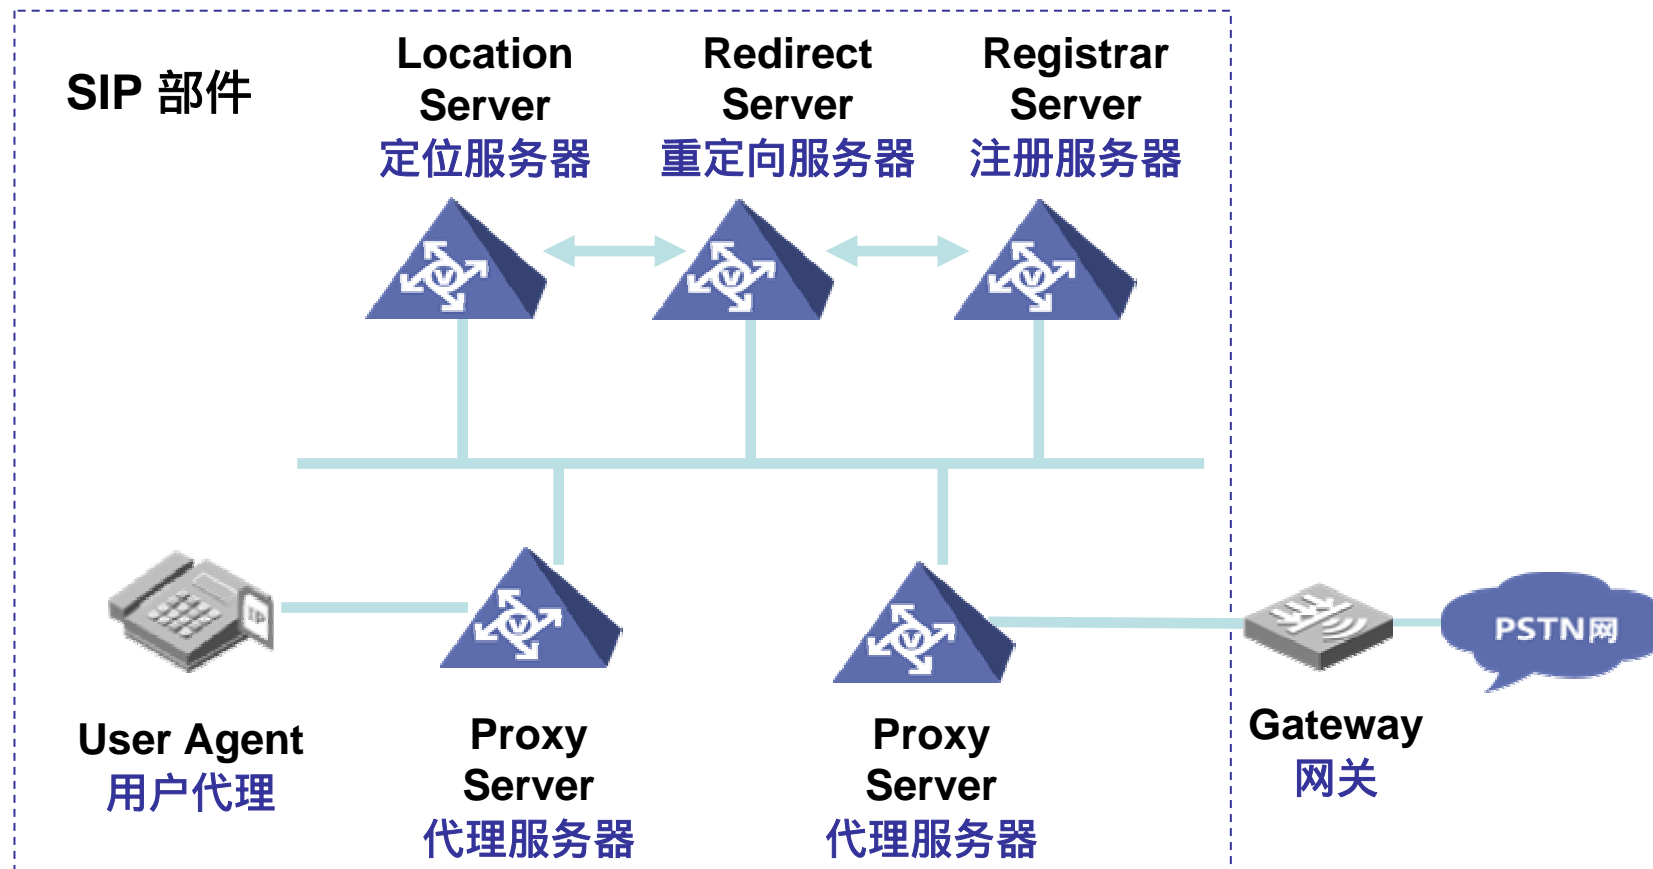 SIP 部件
Location
Server
定位服务器
Redirect
Server
重定向服务器
Registrar
Server
注册服务器
V
V
V
IP
V
V
PSTN网
User Agent
用户代理
Proxy
Server
代理服务器
Proxy
Server
代理服务器
Gateway
网关